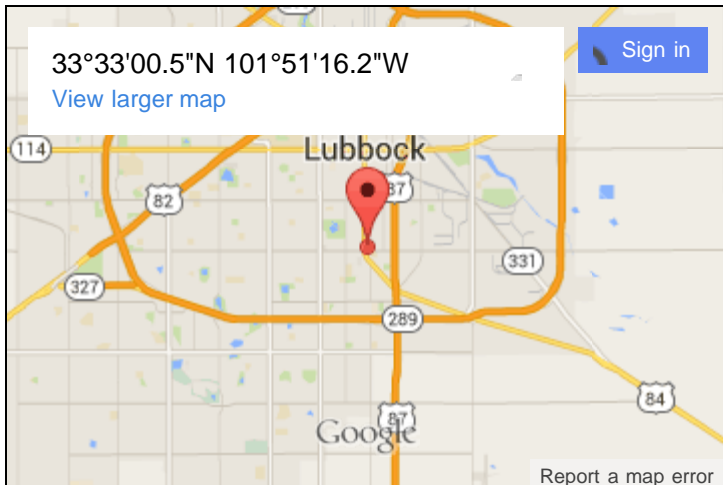 33°33'00.5"N 101°51'16.2"W
Sign in
View larger map
114
Lubbock
82
87
331
327
289
84
87
Google
Report a map error